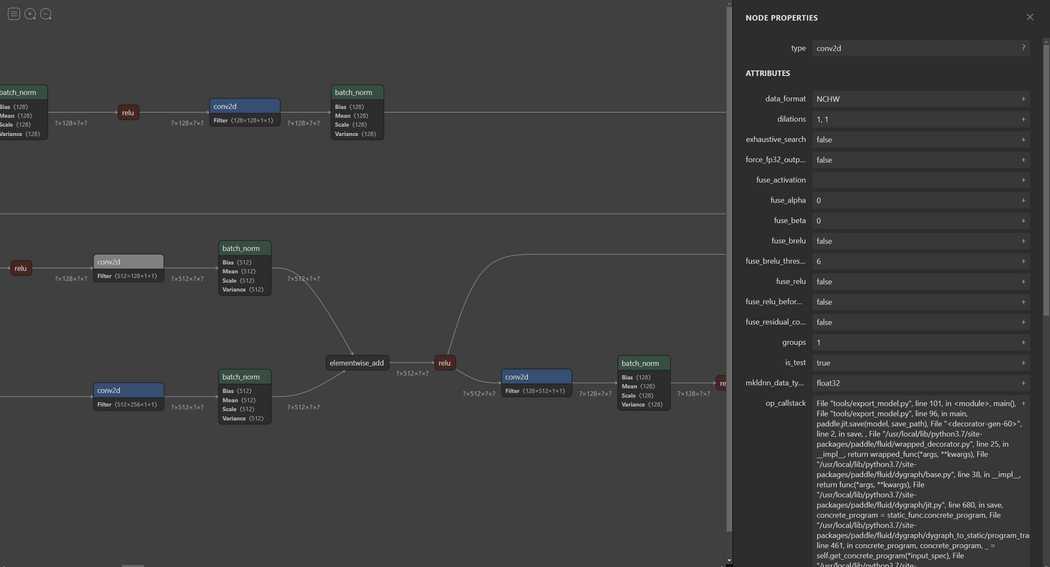 batch_norm
Bias (128)
Mean (128)
Scale (128)
Variance (128)
?×128×?×?
relu
?×128×?×?
conv2d
Filter (128×128×1×1)
?×128×?×?
batch_norm
Bias (128)
Mean (128)
Scale (128)
Variance (128)
relu
?×128×?×?
conv2d
Filter (512×128×1×1)
?×512×?×?
batch_norm
Bias (512)
Mean (512)
Scale (512)
Variance (512)
?×512×?×?
conv2d
Filter (512×256×1×1)
?×512×?×?
batch_norm
Bias (512)
Mean (512)
Scale (512)
Variance (512)
?×512×?×?
elementwise_add
?×512×?×?
relu
?×512×?×?
conv2d
Filter (128×512×1×1)
?×128×?×?
batch_norm
Bias (128)
Mean (128)
Scale (128)
Variance (128)
?×128×?×?
re
NODE PROPERTIES
type conv2d ?
ATTRIBUTES
data_format NCHW +
dilations 1, 1 +
exhaustive_search false +
force_fp32_outp... false +
fuse_activation +
fuse_alpha 0 +
fuse_beta 0 +
fuse_brelu false +
fuse_brelu_thres... 6 +
fuse_relu false +
fuse_relu_befor... false +
fuse_residual_co... false +
groups 1 +
is_test true +
mkldnn_data_ty... float32 +
op_callstack File "tools/export_model.py", line 101, in <module>, main(), +
File "tools/export_model.py", line 96, in main,
paddle.jit.save(model, save_path), File "<decorator-gen-60>",
line 2, in save, , File "/usr/local/lib/python3.7/site-
packages/paddle/fluid/wrapped_decorator.py", line 25, in
__impl__, return wrapped_func(*args, **kwargs), File
"/usr/local/lib/python3.7/site-
packages/paddle/fluid/dygraph/base.py", line 38, in __impl__,
return func(*args, **kwargs), File
"/usr/local/lib/python3.7/site-
packages/paddle/fluid/dygraph/jit.py", line 680, in save,
concrete_program = static_func.concrete_program, File
"/usr/local/lib/python3.7/site-
packages/paddle/fluid/dygraph/dygraph_to_static/program_tra
line 461, in concrete_program, concrete_program, _ =
self.get_concrete_program(*input_spec), File
"/usr/local/lib/python3.7/site-